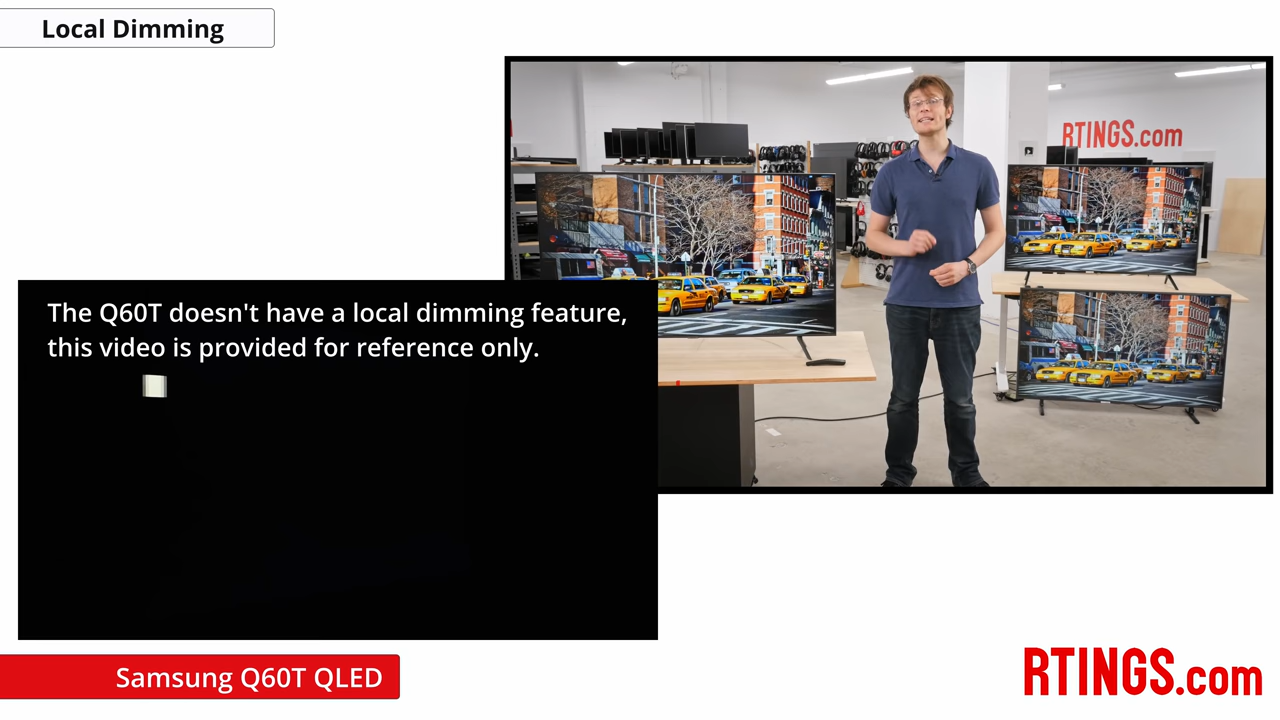 Local Dimming
RTINGS.com
The Q60T doesn't have a local dimming feature,
this video is provided for reference only.
Samsung Q60T QLED
RTINGS.com